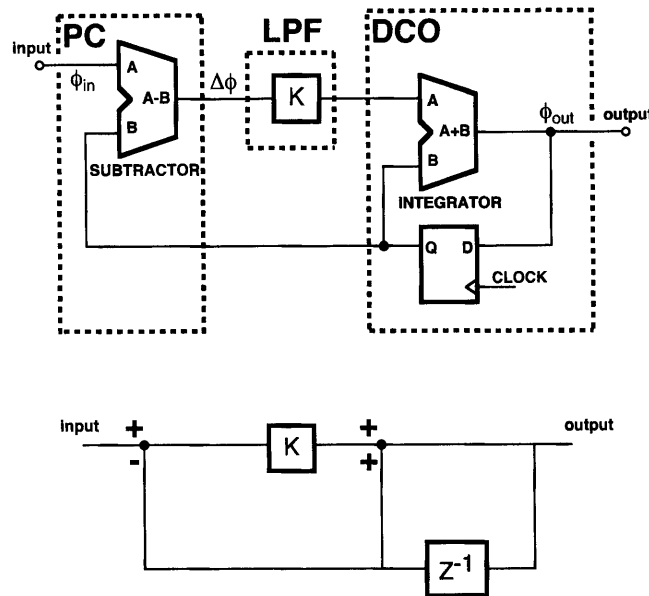 PC LPF DCO
input
A
ϕin
A-B
B
SUBTRACTOR
Δϕ
K
A
A+B
B
INTEGRATOR
ϕout
output
Q D
CLOCK
input + K + output
- +
Z-1